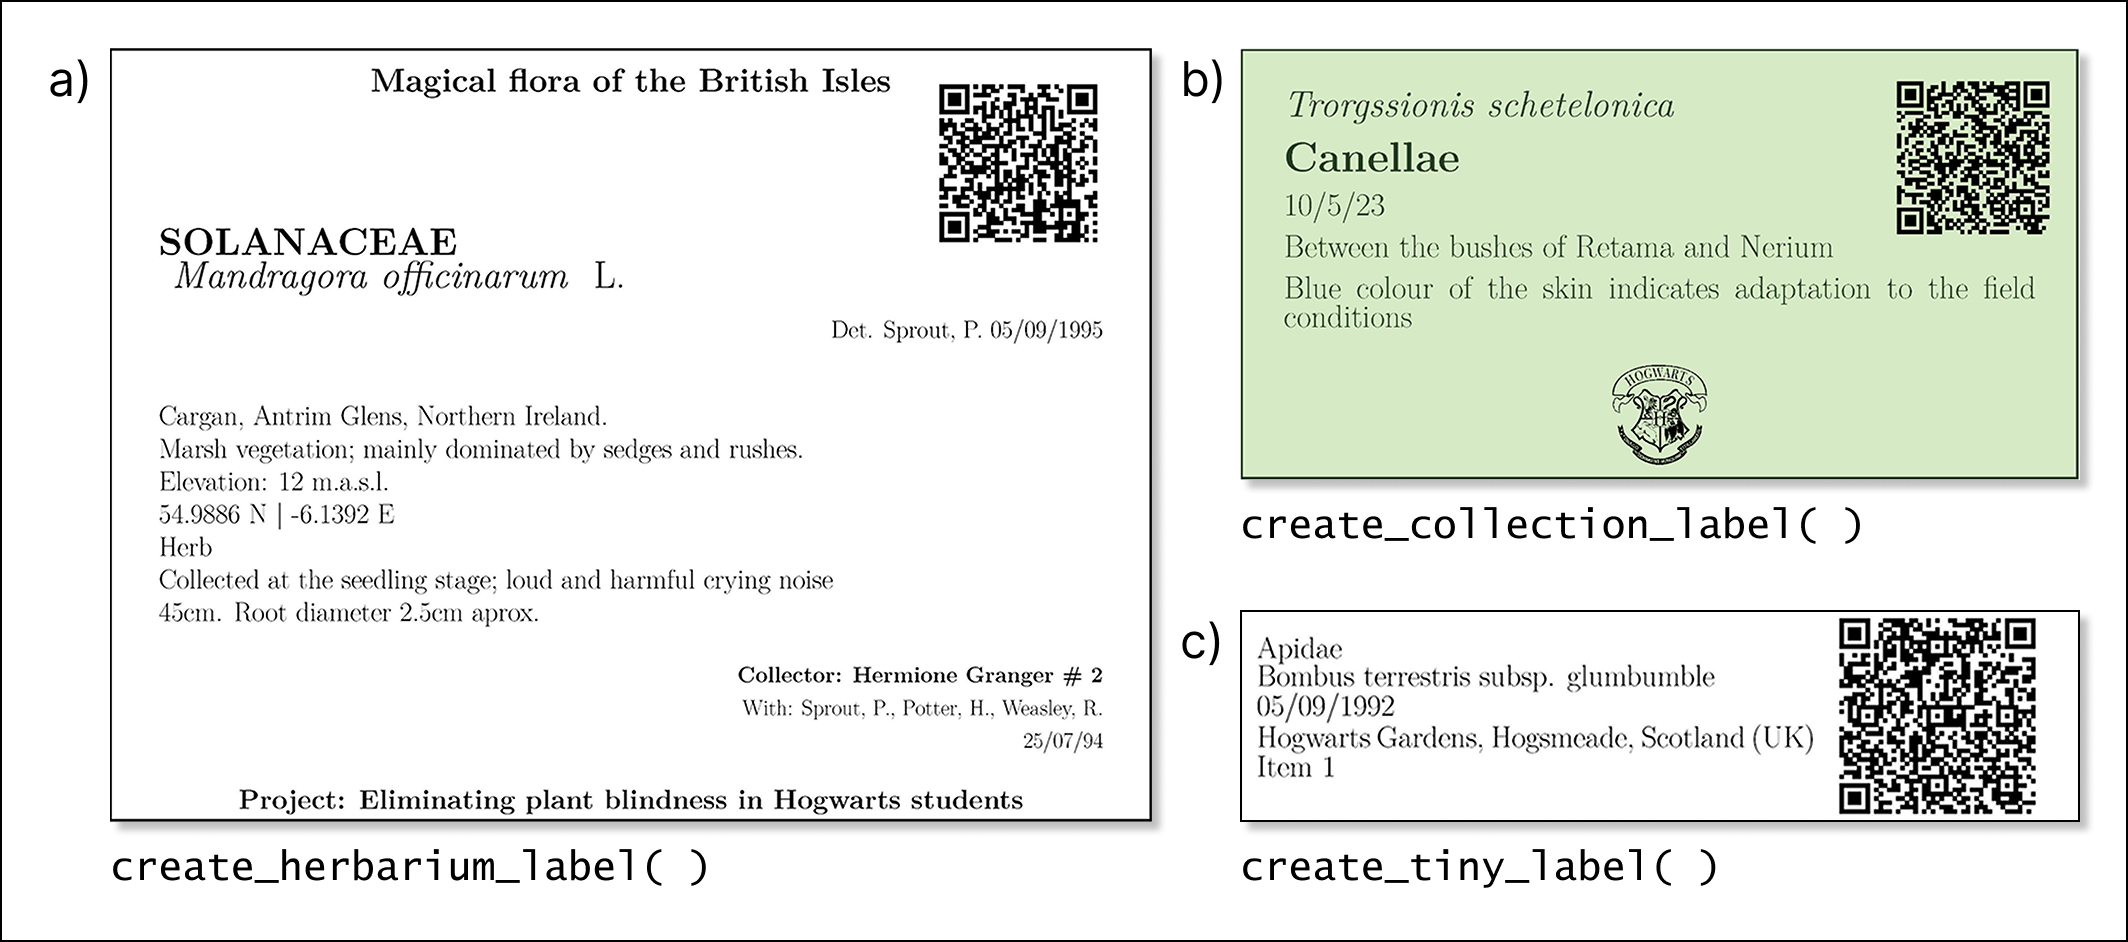 a)
Magical flora of the British Isles
SOLANACEAE
Mandragora officinarum L.
Det. Sprout, P. 05/09/1995
Cargan, Antrim Glens, Northern Ireland.
Marsh vegetation; mainly dominated by sedges and rushes.
Elevation: 12 m.a.s.l.
54.9886 N | -6.1392 E
Herb
Collected at the seedling stage; loud and harmful crying noise
45cm. Root diameter 2.5cm aprox.
Collector: Hermione Granger # 2
With: Sprout, P., Potter, H., Weasley, R.
25/07/94
Project: Eliminating plant blindness in Hogwarts students
create_herbarium_label( )
b)
Trorgssionis schetelonica
Canellae
10/5/23
Between the bushes of Retama and Nerium
Blue colour of the skin indicates adaptation to the field
conditions
HOGWARTS
H
create_collection_label( )
c)
Apidae
Bombus terrestris subsp. glumbumble
05/09/1992
Hogwarts Gardens, Hogsmeade, Scotland (UK)
Item 1
create_tiny_label( )